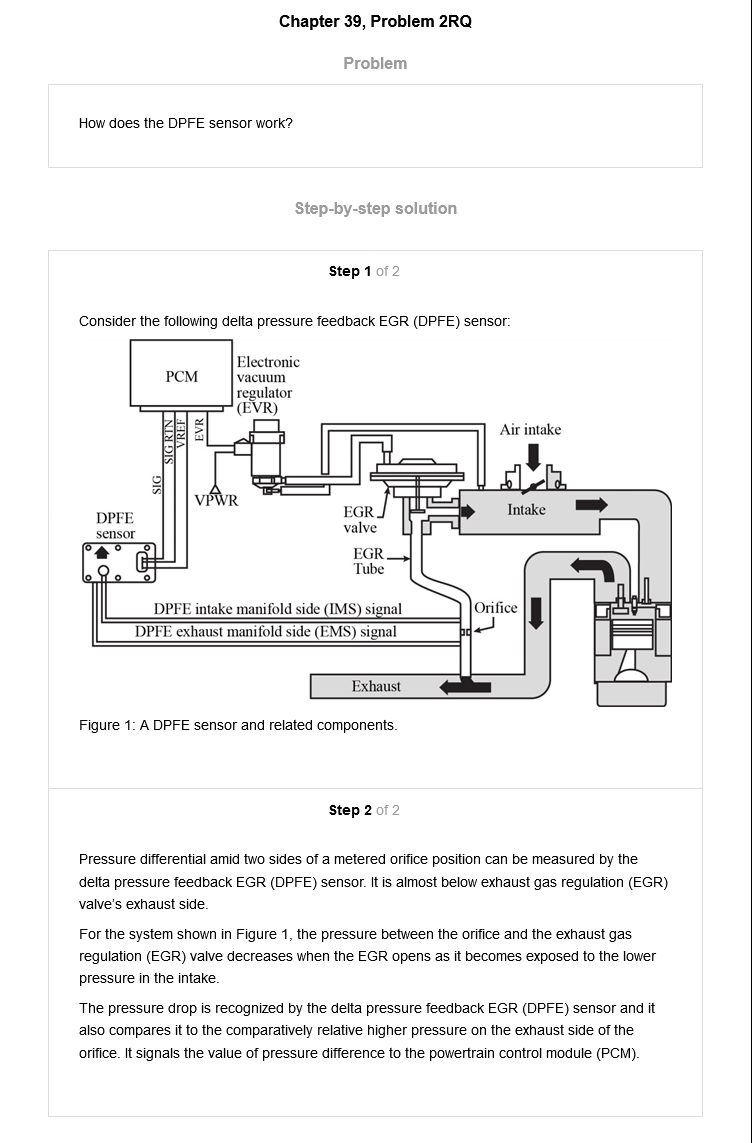 Chapter 39, Problem 2RQ
Problem
How does the DPFE sensor work?
Step-by-step solution
Step 1 of 2
Consider the following delta pressure feedback EGR (DPFE) sensor:
PCM
Electronic
vacuum
regulator
(EVR)
SIG
SIG RTN
VREF
EVR
VPWR
Air intake
Intake
EGR
valve
EGR
Tube
DPFE
sensor
DPFE intake manifold side (IMS) signal
DPFE exhaust manifold side (EMS) signal
Orifice
Exhaust
Figure 1: A DPFE sensor and related components.
Step 2 of 2
Pressure differential amid two sides of a metered orifice position can be measured by the
delta pressure feedback EGR (DPFE) sensor. It is almost below exhaust gas regulation (EGR)
valve's exhaust side.
For the system shown in Figure 1, the pressure between the orifice and the exhaust gas
regulation (EGR) valve decreases when the EGR opens as it becomes exposed to the lower
pressure in the intake.
The pressure drop is recognized by the delta pressure feedback EGR (DPFE) sensor and it
also compares it to the comparatively relative higher pressure on the exhaust side of the
orifice. It signals the value of pressure difference to the powertrain control module (PCM).